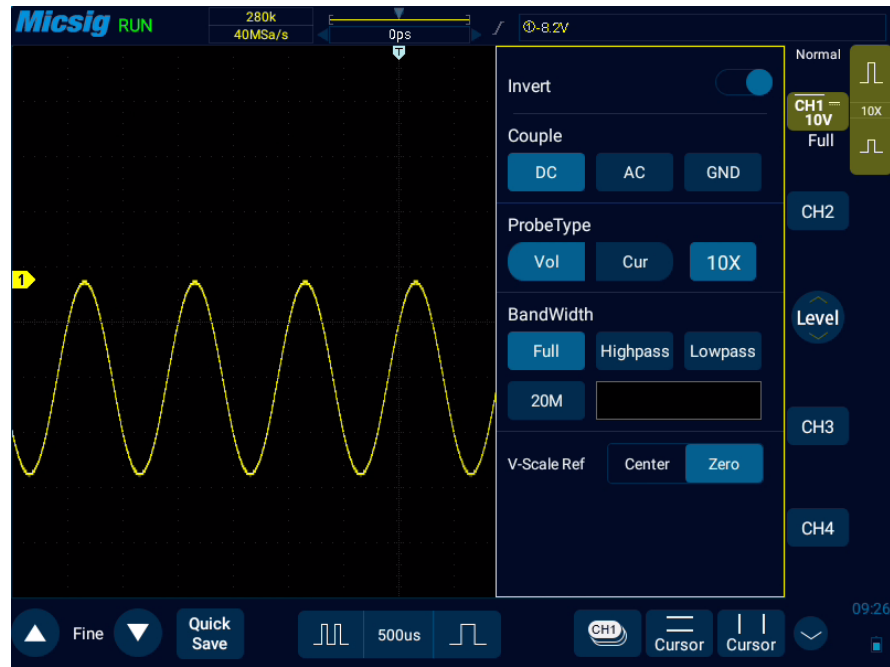 Micsig RUN 280k
40MSa/s
0ps
①-8.2V
T
Normal
Invert
CH1
10V
10X
Full
Couple
DC AC GND
CH2
ProbeType
Vol Cur 10X
1
BandWidth
Full Highpass Lowpass
Level
20M
CH3
V-Scale Ref Center Zero
CH4
09:26
Fine
Quick
Save
500us
CH1
Cursor
Cursor